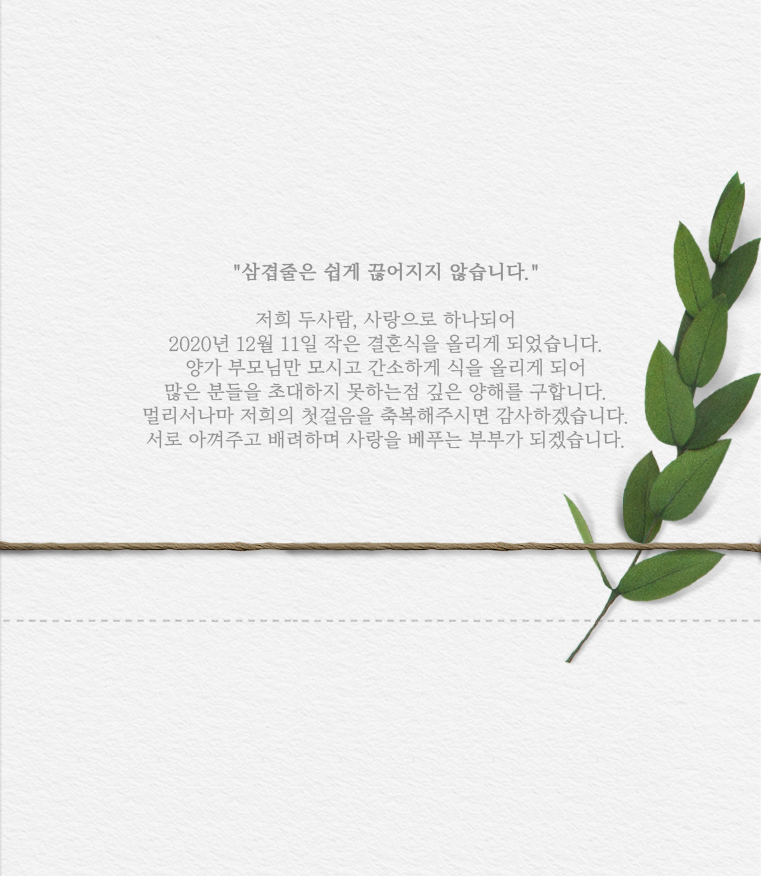 "삼겹줄은 쉽게 끊어지지 않습니다."
저희 두사람, 사랑으로 하나되어
2020년 12월 11일 작은 결혼식을 올리게 되었습니다.
양가 부모님만 모시고 간소하게 식을 올리게 되어
많은 분들을 초대하지 못하는점 깊은 양해를 구합니다.
멀리서나마 저희의 첫걸음을 축복해주시면 감사하겠습니다.
서로 아껴주고 배려하며 사랑을 베푸는 부부가 되겠습니다.